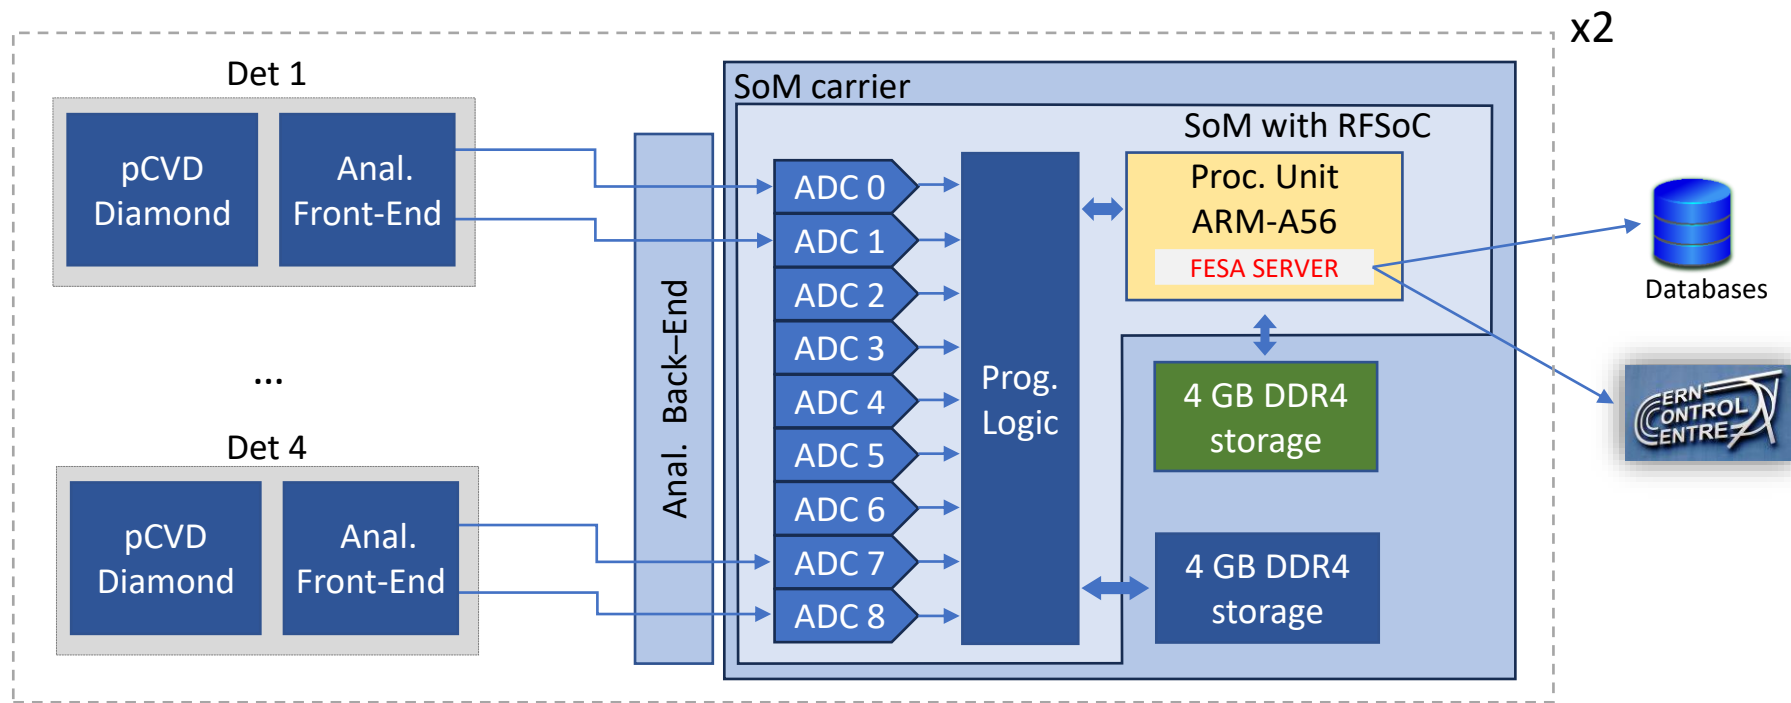 x2
Det 1
pCVD
Diamond
Anal.
Front-End
...
Det 4
pCVD
Diamond
Anal.
Front-End
Anal. Back–End
SoM carrier
SoM with RFSoC
ADC 0
ADC 1
ADC 2
ADC 3
ADC 4
ADC 5
ADC 6
ADC 7
ADC 8
Prog.
Logic
Proc. Unit
ARM-A56
FESA SERVER
4 GB DDR4
storage
4 GB DDR4
storage
Databases
CERN
CONTROL
CENTRE